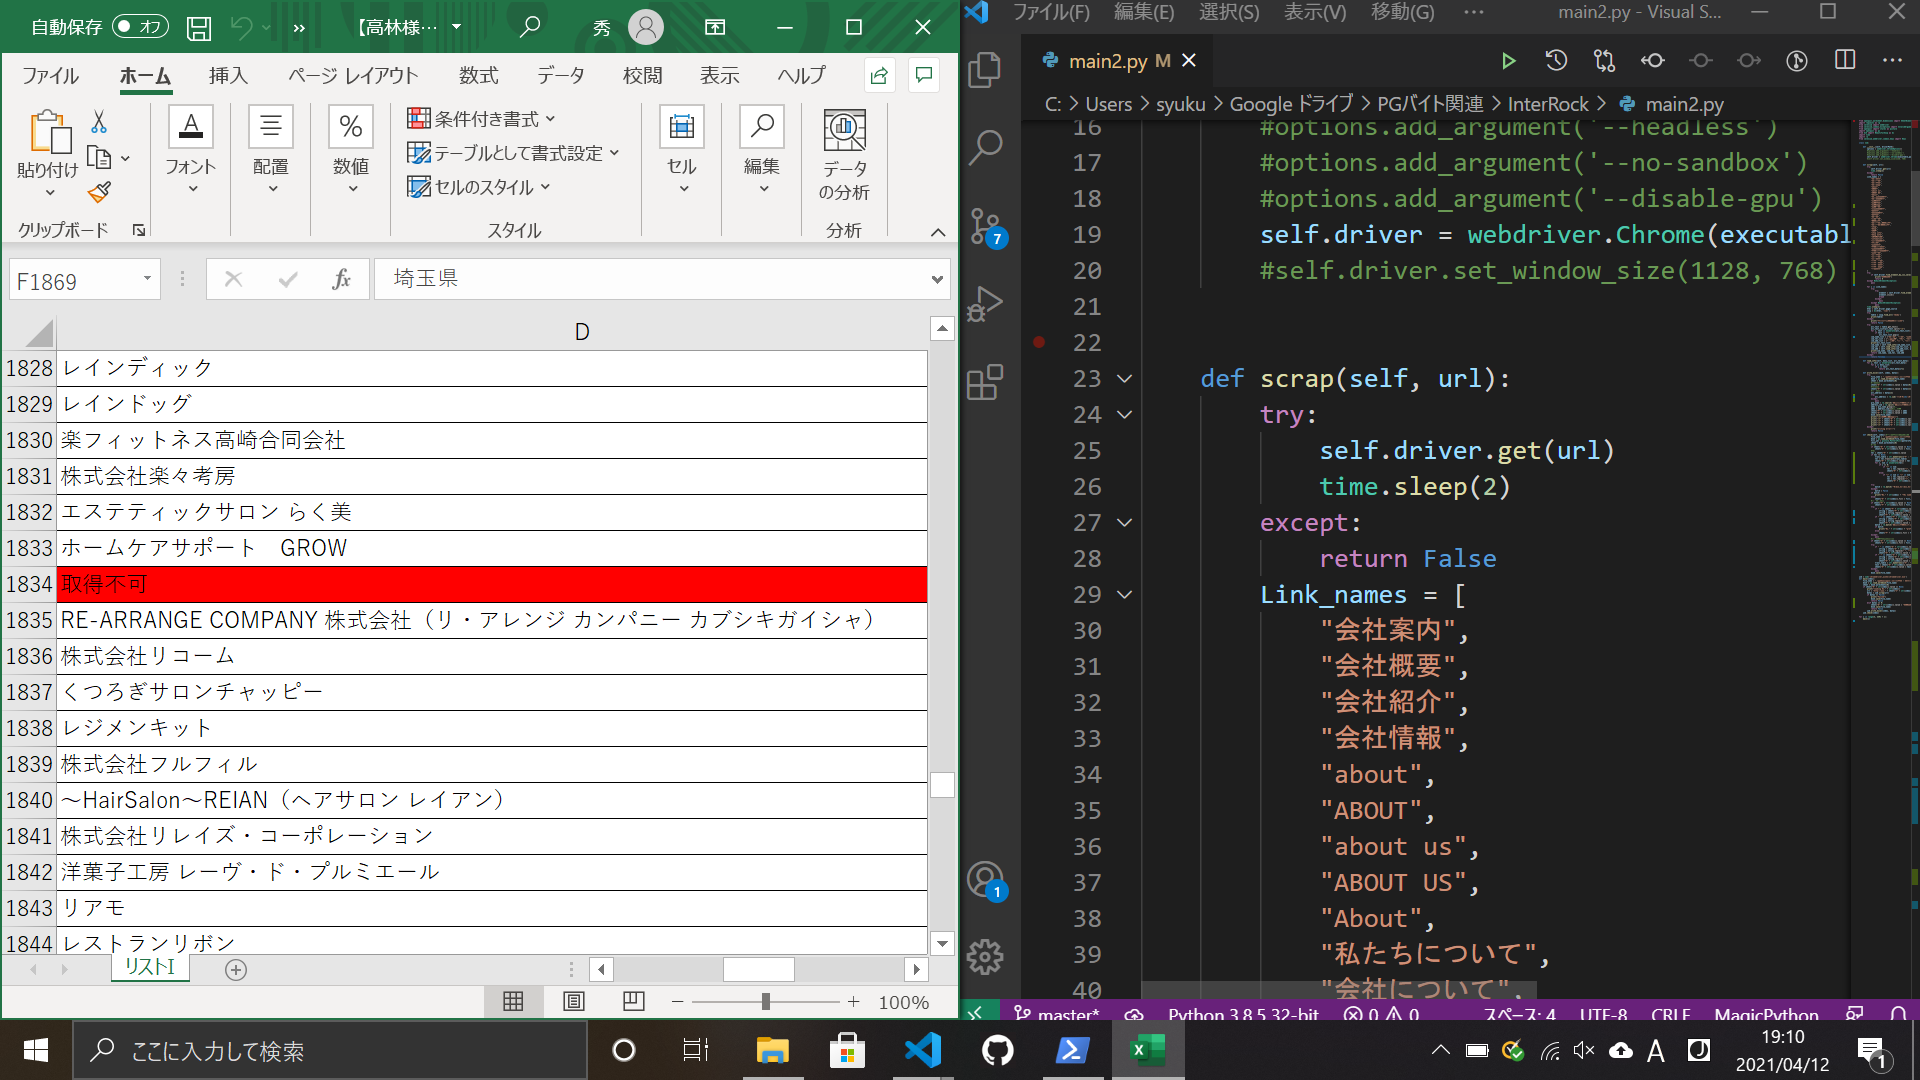 自動保存 オフ 【高林様… 秀
ファイル ホーム 挿入 ページ レイアウト 数式 データ 校閲 表示 ヘルプ
貼り付け
クリップボード
フォント
配置
数値
条件付き書式
テーブルとして書式設定
セルのスタイル
スタイル
セル
編集
データ
の分析
分析
F1869 fx 埼玉県
D
1828 レインディック
1829 レインドッグ
1830 楽フィットネス高崎合同会社
1831 株式会社楽々考房
1832 エステティックサロン らく美
1833 ホームケアサポート　GROW
1834 取得不可
1835 RE-ARRANGE COMPANY 株式会社（リ・アレンジ カンパニー カブシキガイシャ）
1836 株式会社リコーム
1837 くつろぎサロンチャッピー
1838 レジメンキット
1839 株式会社フルフィル
1840 ～HairSalon～REIAN（ヘアサロン レイアン）
1841 株式会社リレイズ・コーポレーション
1842 洋菓子工房 レーヴ・ド・プルミエール
1843 リアモ
1844 レストランリボン
リストI
100%
ファイル(F) 編集(E) 選択(S) 表示(V) 移動(G) … main2.py - Visual S...
main2.py M
C: > Users > syuku > Google ドライブ > PGバイト関連 > InterRock > main2.py
7
1
16 #options.add_argument('--headless')
17 #options.add_argument('--no-sandbox')
18 #options.add_argument('--disable-gpu')
19 self.driver = webdriver.Chrome(executabl
20 #self.driver.set_window_size(1128, 768)
21
22
23 def scrap(self, url):
24 try:
25 self.driver.get(url)
26 time.sleep(2)
27 except:
28 return False
29 Link_names = [
30 "会社案内",
31 "会社概要",
32 "会社紹介",
33 "会社情報",
34 "about",
35 "ABOUT",
36 "about us",
37 "ABOUT US",
38 "About",
39 "私たちについて",
40 "会社について",
master* Python 3.8.5 32-bit 0 0 スペース: 4 UTF-8 CRLF MagicPython
ここに入力して検索
A J
19:10
2021/04/12
1